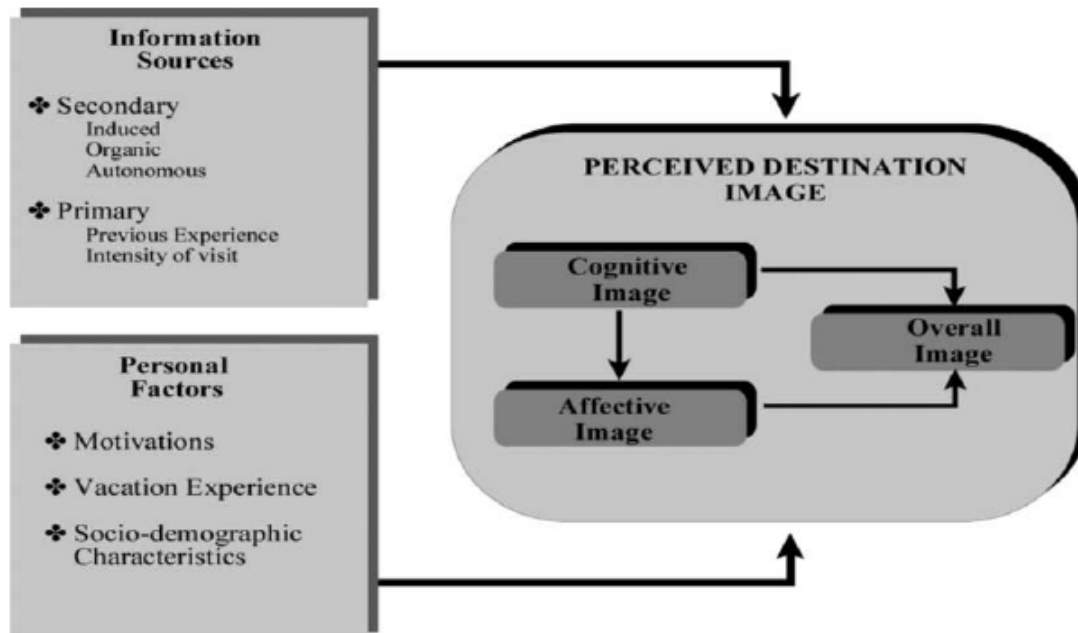 Information
Sources
✤ Secondary
Induced
Organic
Autonomous
✤ Primary
Previous Experience
Intensity of visit
Personal
Factors
✤ Motivations
✤ Vacation Experience
✤ Socio-demographic
Characteristics
PERCEIVED DESTINATION
IMAGE
Cognitive
Image
Affective
Image
Overall
Image